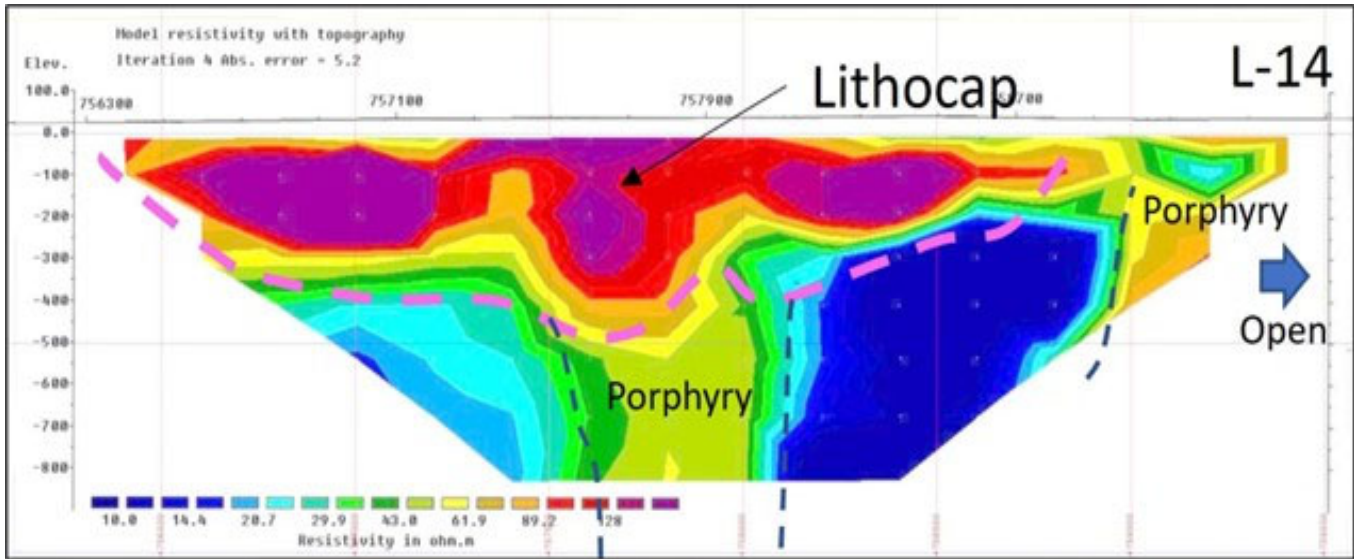 Model resistivity with topography
Iteration 4 Abs. error = 5.2
L-14
Elev.
Lithocap
100.0
756300 757100 757900
700
0.0
-100
Porphyry
-200
-300
-400
Open
-500
Porphyry
-600
-700
-800
10.0 14.4 20.7 29.9 43.0 61.9 89.2 128
Resistivity in ohm.m